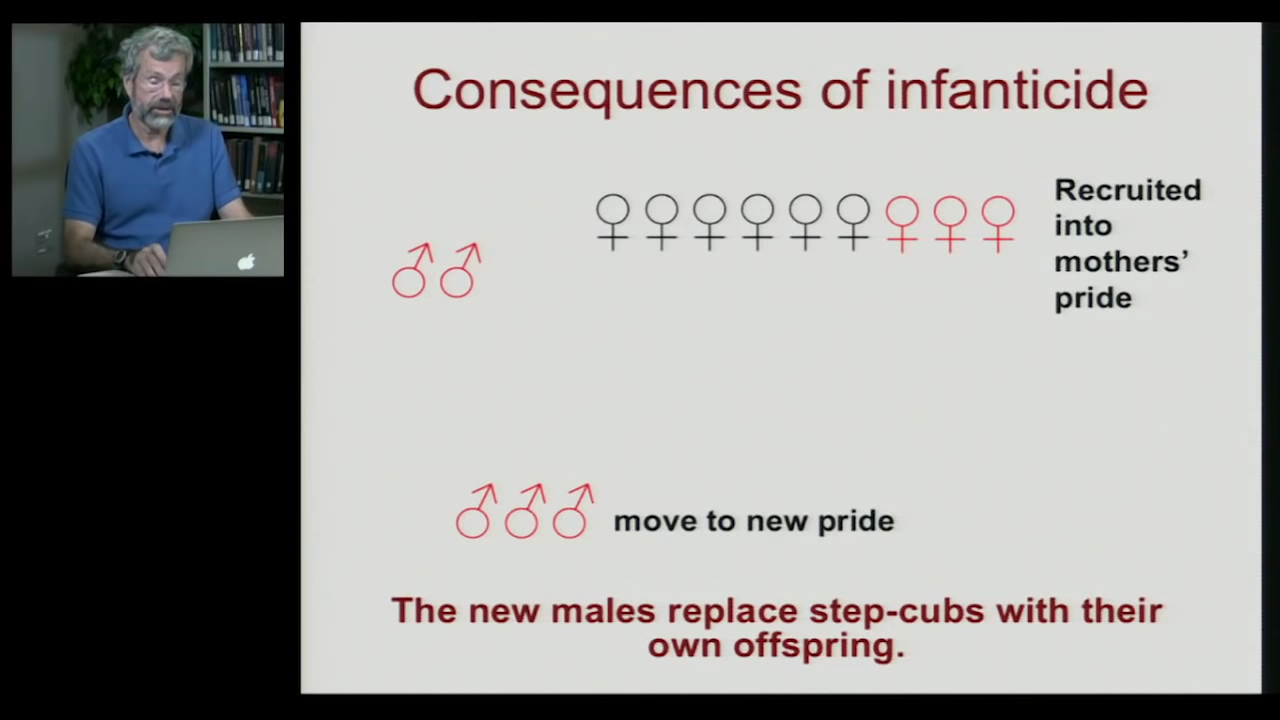 Consequences of infanticide
♀♀♀♀♀♀♀♀♀
Recruited
into
mothers’
pride
♂♂
♂♂♂ move to new pride
The new males replace step-cubs with their
own offspring.